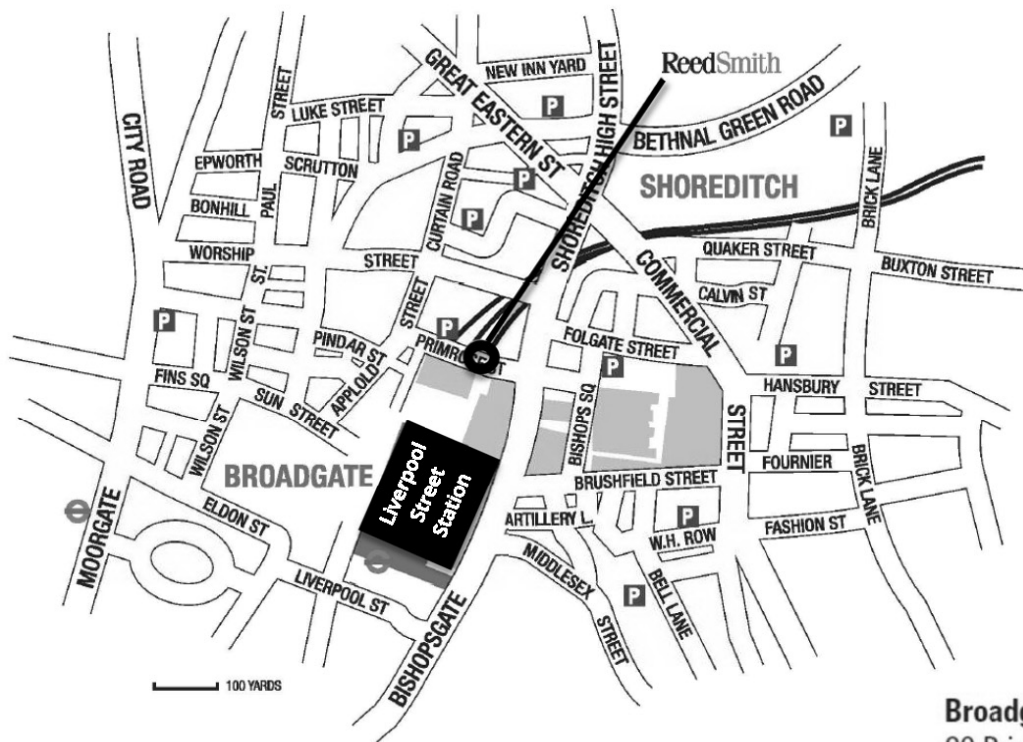 ReedSmith
NEW INN YARD
GREAT EASTERN ST
SHOREDITCH HIGH STREET
BETHNAL GREEN ROAD
CITY ROAD
STREET
LUKE STREET
P
P
P
EPWORTH
SCRUTTON
PAUL
CURTAIN ROAD
P
P
SHOREDITCH
BRICK LANE
BONHILL
WORSHIP
STREET
ST.
QUAKER STREET
BUXTON STREET
COMMERCIAL
CALVIN ST
P
WILSON ST
PINDAR ST
STREET
P
FOLGATE STREET
P
P
FINS SQ
SUN STREET
APPLOLD
HANSBURY
STREET
WILSON ST
BISHOPS SQ
STREET
BROADGATE
Liverpool
Street
Station
FOURNIER
BRICK LANE
BRUSHFIELD STREET
ELDON ST
ARTILLERY L.
P
W.H. ROW
FASHION ST
MOORGATE
LIVERPOOL ST
MIDDLESEX
STREET
BELL LANE
P
BISHOPSGATE
100 YARDS